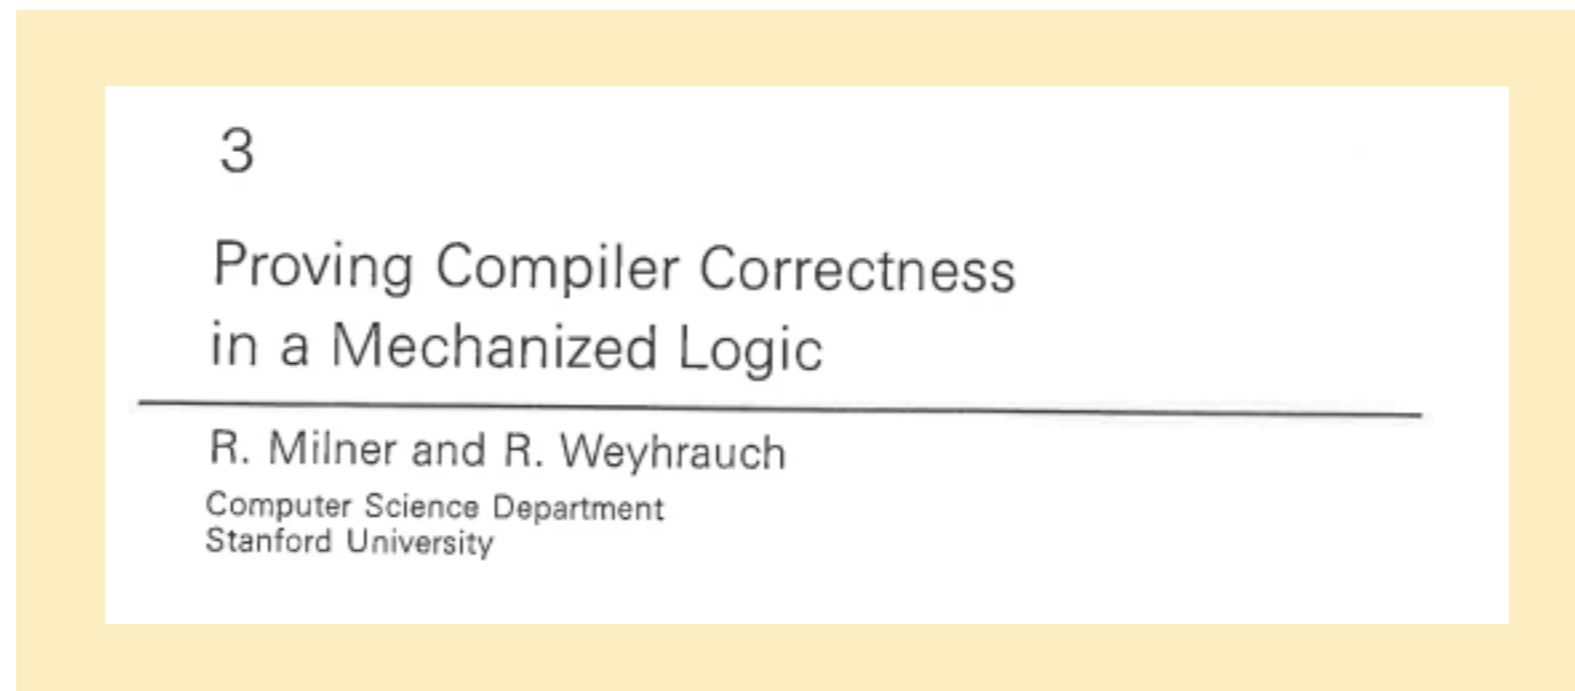 3
Proving Compiler Correctness
in a Mechanized Logic
R. Milner and R. Weyhrauch
Computer Science Department
Stanford University